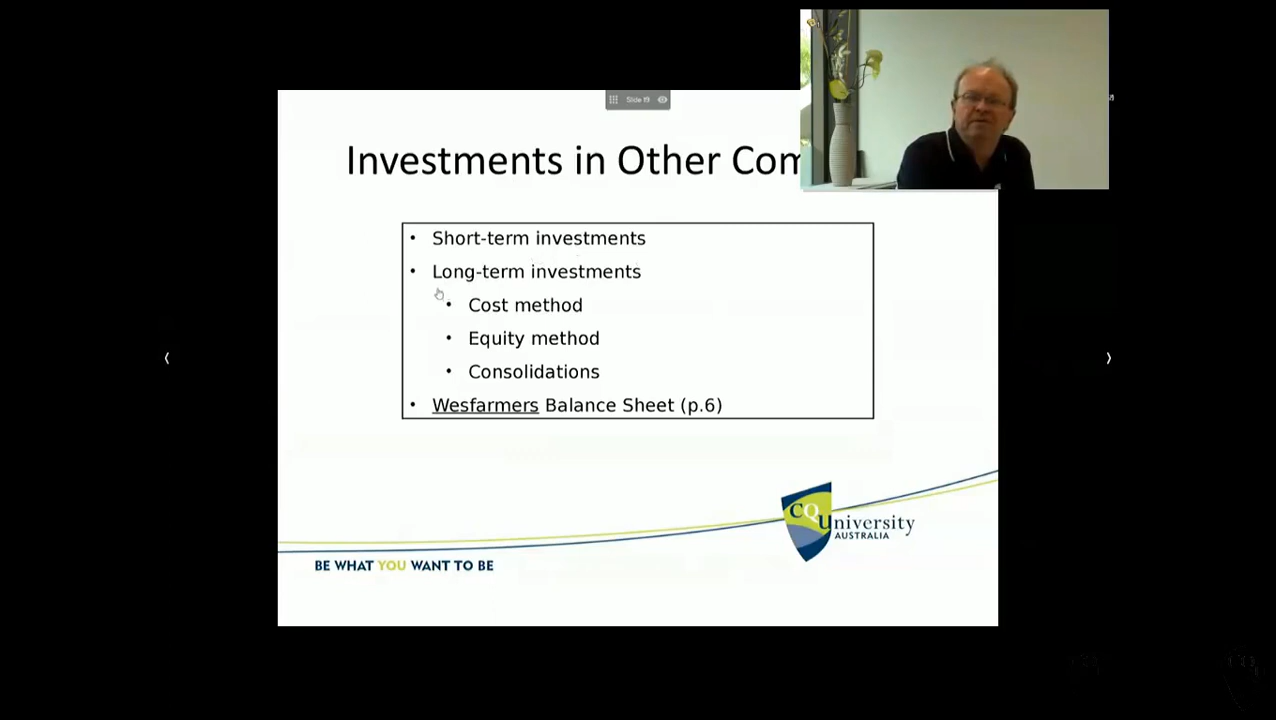 Slide 19
Investments in Other Com
• Short-term investments
• Long-term investments
• Cost method
• Equity method
• Consolidations
• Wesfarmers Balance Sheet (p.6)
CQUniversity
AUSTRALIA
BE WHAT YOU WANT TO BE